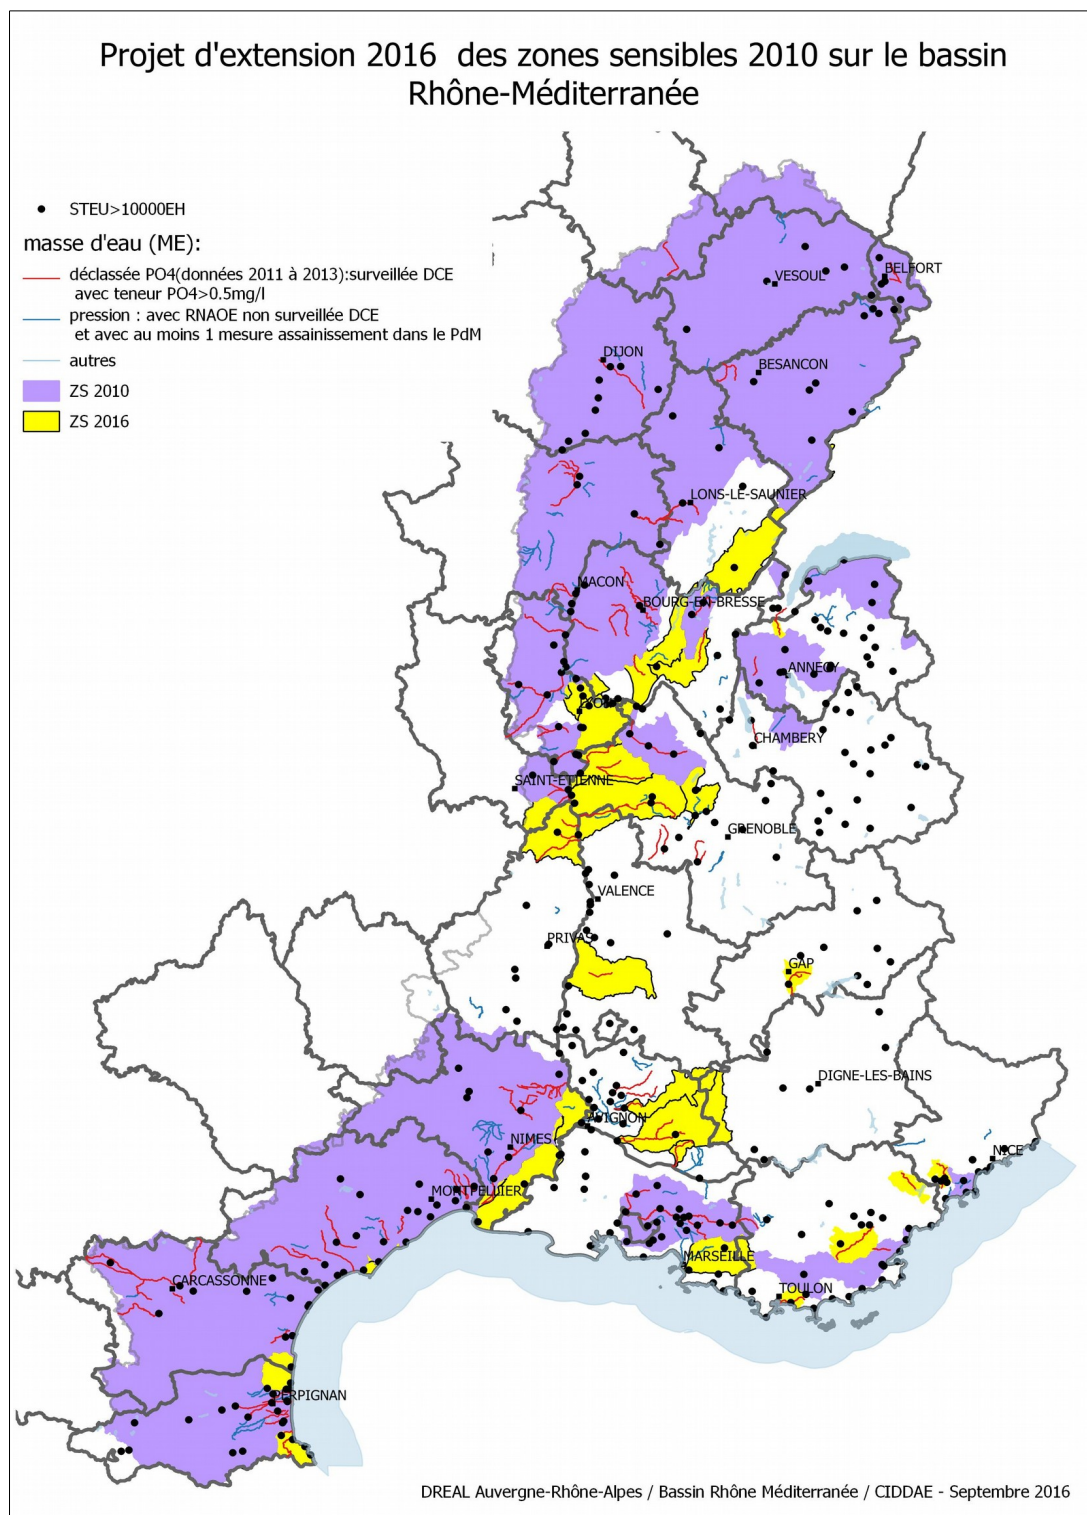 Projet d'extension 2016 des zones sensibles 2010 sur le bassin
Rhône-Méditerranée
STEU>10000EH
masse d'eau (ME):
déclassée PO4(données 2011 à 2013):surveillée DCE
avec teneur PO4>0.5mg/l
pression : avec RNAOE non surveillée DCE
et avec au moins 1 mesure assainissement dans le PdM
autres
ZS 2010
ZS 2016
VESOUL
BELFORT
DIJON
BESANCON
LONS-LE-SAUNIER
MACON
BOURG-EN-BRESSE
ANNECY
LYON
CHAMBERY
SAINT-ETIENNE
GRENOBLE
VALENCE
PRIVAS
GAP
DIGNE-LES-BAINS
AVIGNON
NIMES
NICE
MONTPELLIER
MARSEILLE
CARCASSONNE
TOULON
PERPIGNAN
DREAL Auvergne-Rhône-Alpes / Bassin Rhône Méditerranée / CIDDAE - Septembre 2016